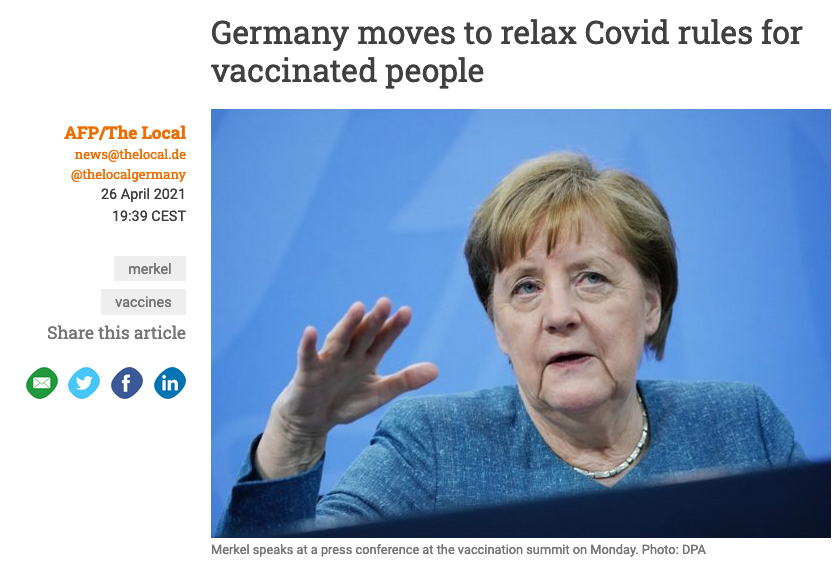 Germany moves to relax Covid rules for
vaccinated people
AFP/The Local
news@thelocal.de
@thelocalgermany
26 April 2021
19:39 CEST
merkel
vaccines
Share this article
Merkel speaks at a press conference at the vaccination summit on Monday. Photo: DPA